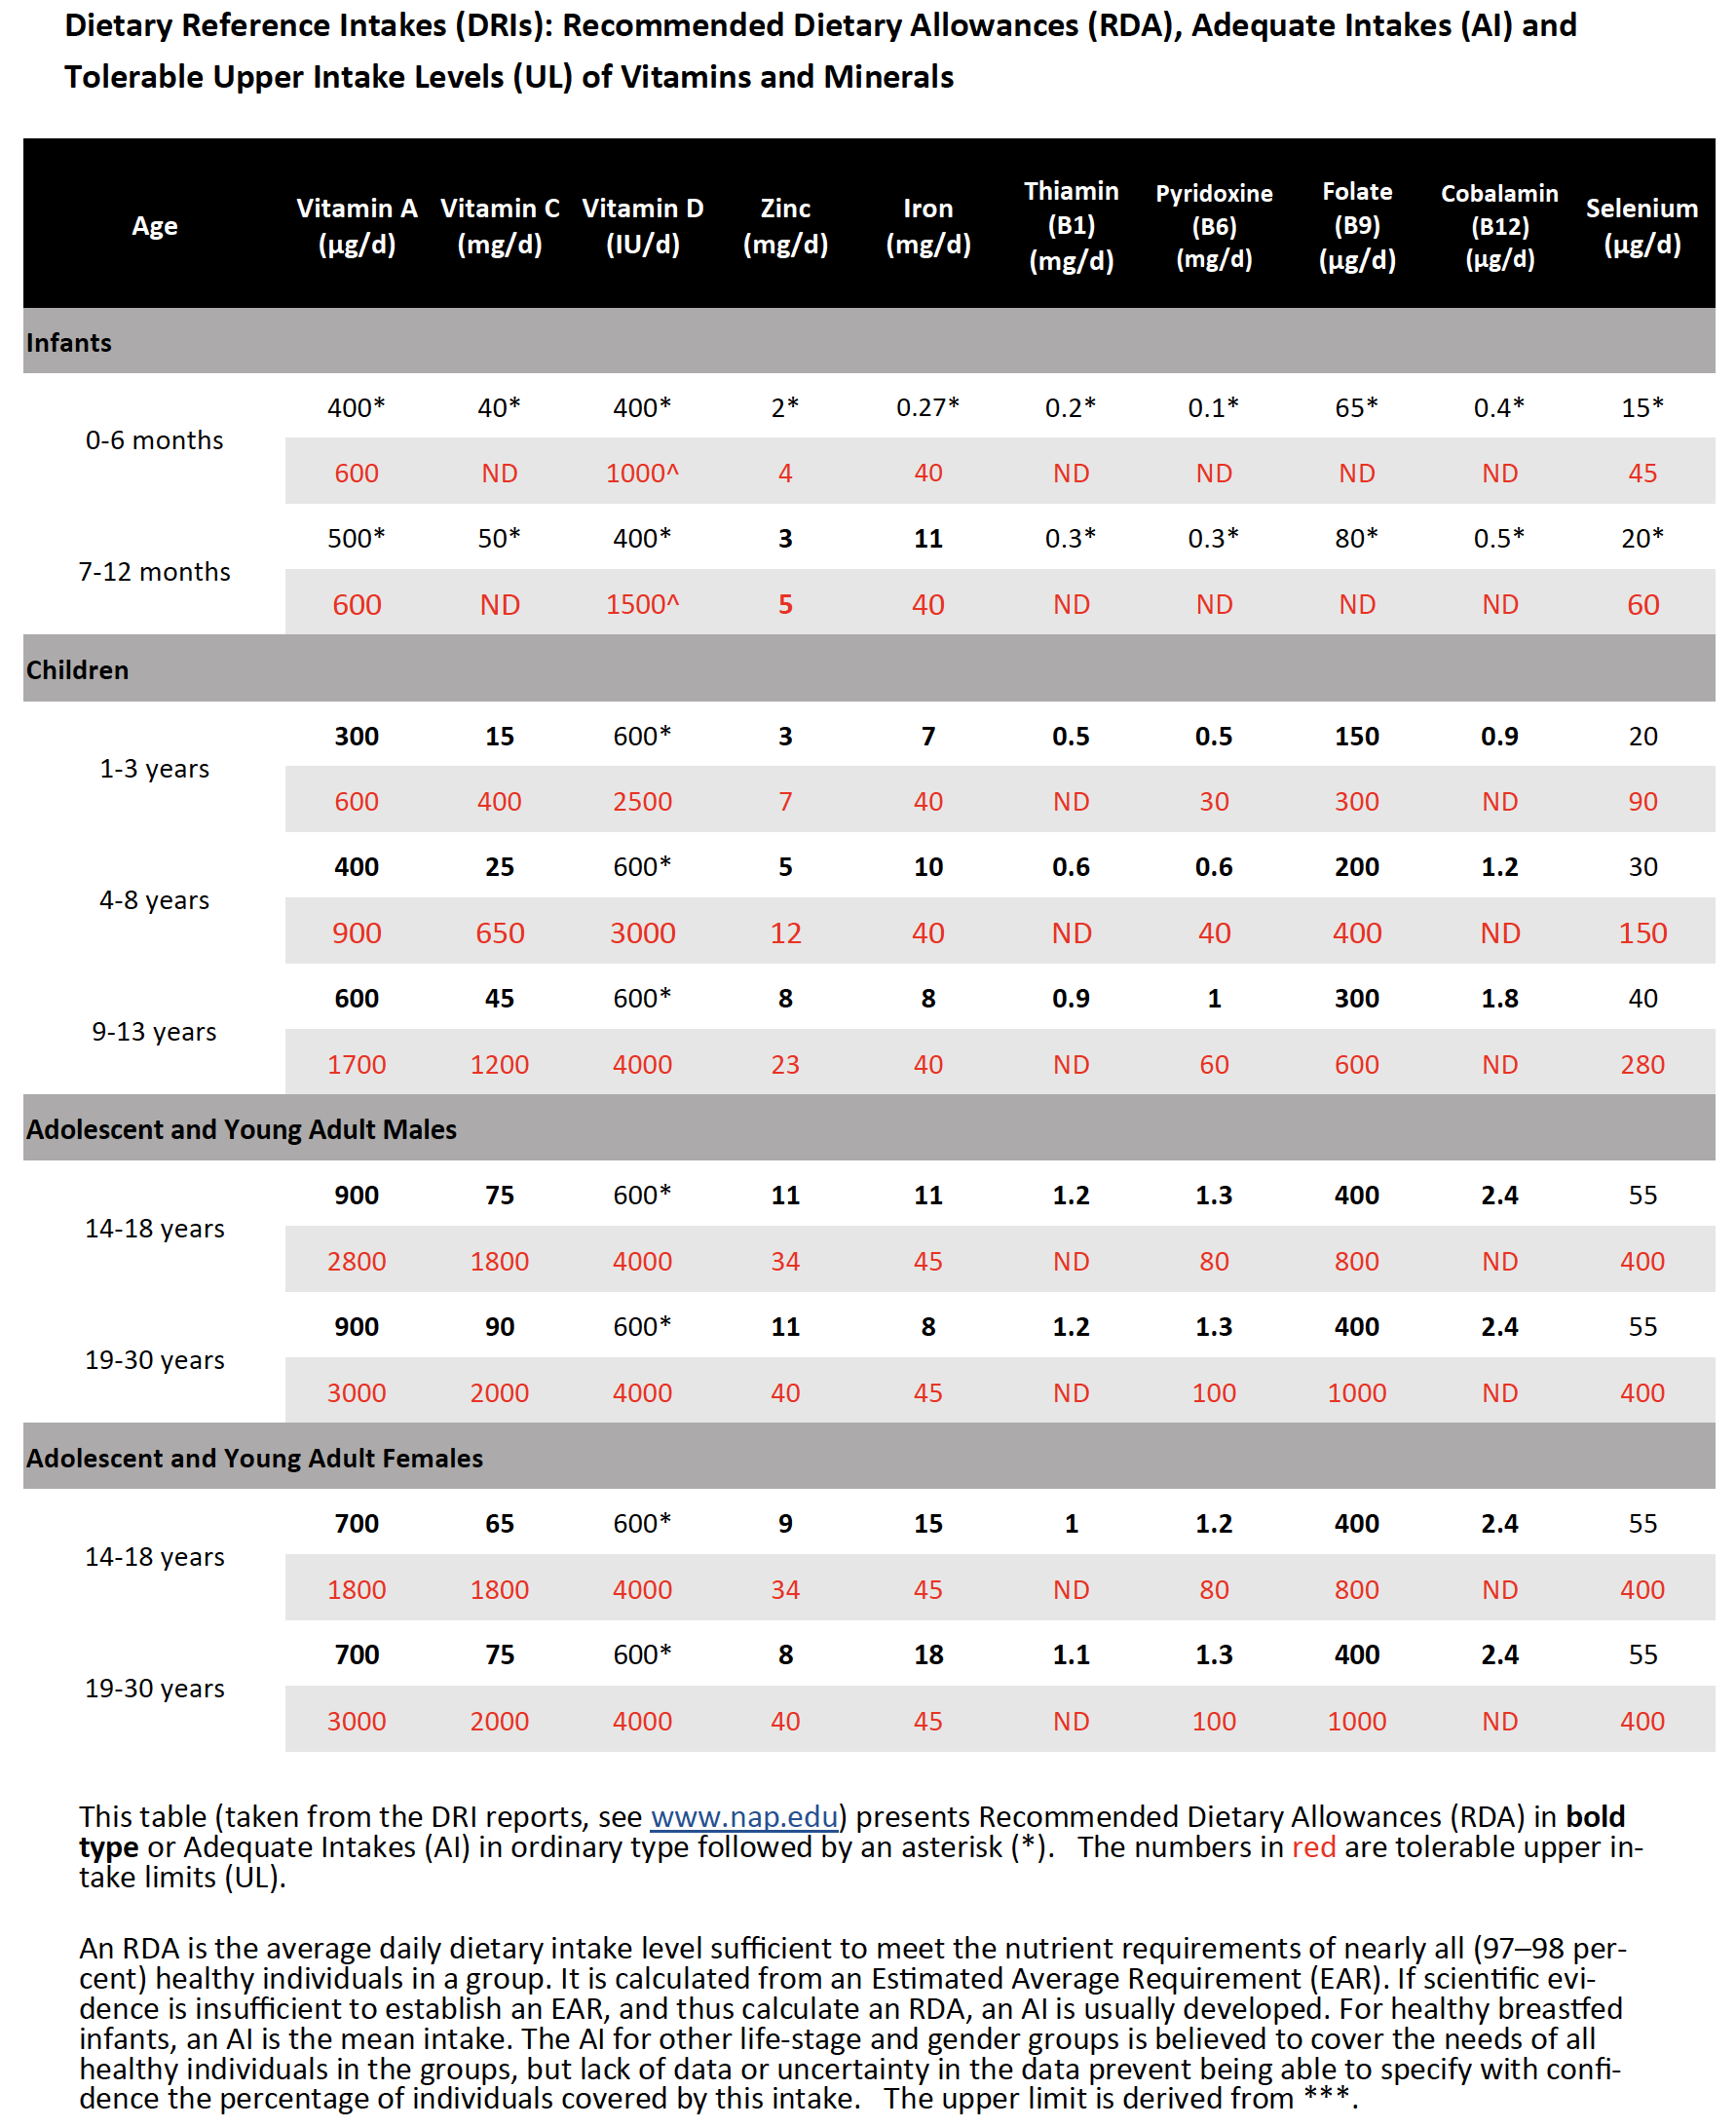 Dietary Reference Intakes (DRIs): Recommended Dietary Allowances (RDA), Adequate Intakes (AI) and
Tolerable Upper Intake Levels (UL) of Vitamins and Minerals
Age Vitamin A (µg/d) Vitamin C (mg/d) Vitamin D (IU/d) Zinc (mg/d) Iron (mg/d) Thiamin (B1) (mg/d) Pyridoxine (B6) (mg/d) Folate (B9) (µg/d) Cobalamin (B12) (µg/d) Selenium (µg/d)
Infants
0-6 months
400* 40* 400* 2* 0.27* 0.2* 0.1* 65* 0.4* 15*
600 ND 1000^ 4 40 ND ND ND ND 45
7-12 months
500* 50* 400* 3 11 0.3* 0.3* 80* 0.5* 20*
600 ND 1500^ 5 40 ND ND ND ND 60
Children
1-3 years
300 15 600* 3 7 0.5 0.5 150 0.9 20
600 400 2500 7 40 ND 30 300 ND 90
4-8 years
400 25 600* 5 10 0.6 0.6 200 1.2 30
900 650 3000 12 40 ND 40 400 ND 150
9-13 years
600 45 600* 8 8 0.9 1 300 1.8 40
1700 1200 4000 23 40 ND 60 600 ND 280
Adolescent and Young Adult Males
14-18 years
900 75 600* 11 11 1.2 1.3 400 2.4 55
2800 1800 4000 34 45 ND 80 800 ND 400
19-30 years
900 90 600* 11 8 1.2 1.3 400 2.4 55
3000 2000 4000 40 45 ND 100 1000 ND 400
Adolescent and Young Adult Females
14-18 years
700 65 600* 9 15 1 1.2 400 2.4 55
1800 1800 4000 34 45 ND 80 800 ND 400
19-30 years
700 75 600* 8 18 1.1 1.3 400 2.4 55
3000 2000 4000 40 45 ND 100 1000 ND 400
This table (taken from the DRI reports, see www.nap.edu) presents Recommended Dietary Allowances (RDA) in bold
type or Adequate Intakes (AI) in ordinary type followed by an asterisk (*). The numbers in red are tolerable upper in-
take limits (UL).
An RDA is the average daily dietary intake level sufficient to meet the nutrient requirements of nearly all (97–98 per-
cent) healthy individuals in a group. It is calculated from an Estimated Average Requirement (EAR). If scientific evi-
dence is insufficient to establish an EAR, and thus calculate an RDA, an AI is usually developed. For healthy breastfed
infants, an AI is the mean intake. The AI for other life-stage and gender groups is believed to cover the needs of all
healthy individuals in the groups, but lack of data or uncertainty in the data prevent being able to specify with confi-
dence the percentage of individuals covered by this intake. The upper limit is derived from ***.